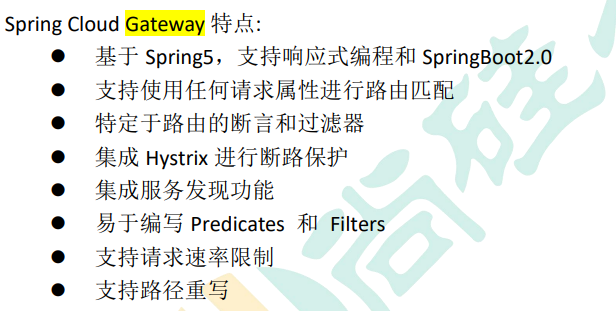 Spring Cloud Gateway 特点:
● 基于 Spring5，支持响应式编程和 SpringBoot2.0
● 支持使用任何请求属性进行路由匹配
● 特定于路由的断言和过滤器
● 集成 Hystrix 进行断路保护
● 集成服务发现功能
● 易于编写 Predicates 和 Filters
● 支持请求速率限制
● 支持路径重写